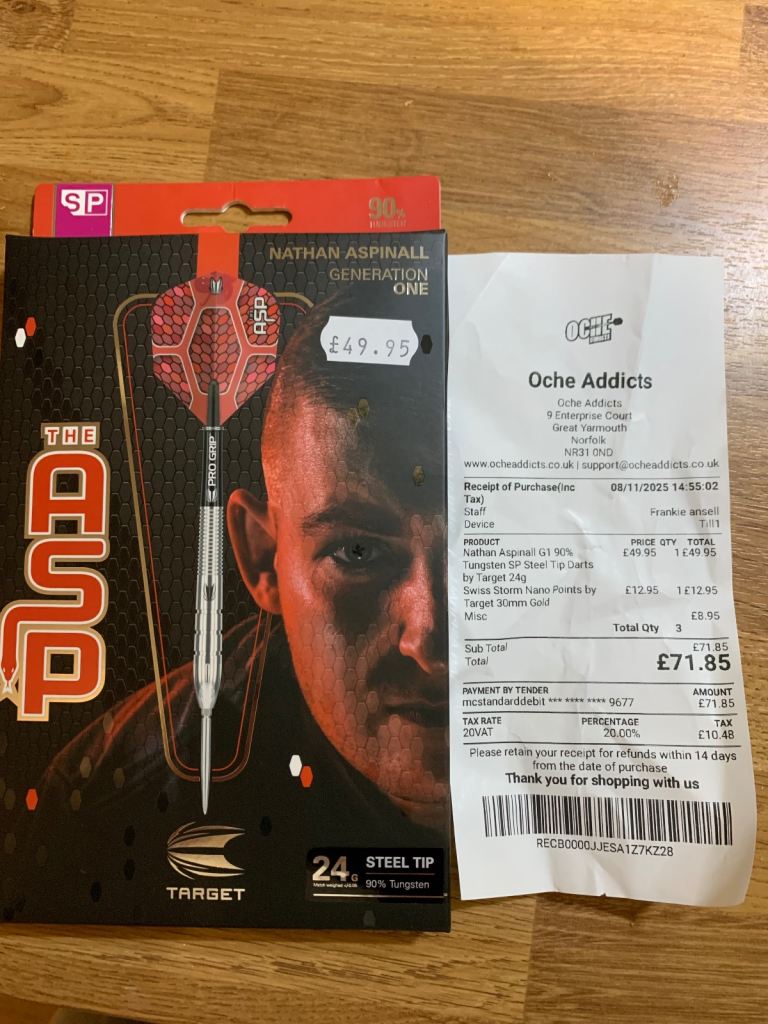 SP
90%
TUNGSTEN
NATHAN ASPINALL
GENERATION
ONE
THE
ASP
£49.95
PRO GRIP
THE
ASP
TARGET
24G
STEEL TIP
90% Tungsten
OCHE
ADDICTS
Oche Addicts
Oche Addicts
9 Enterprise Court
Great Yarmouth
Norfolk
NR31 0ND
www.ocheaddicts.co.uk | support@ocheaddicts.co.uk
Receipt of Purchase(Inc 08/11/2025 14:55:02
Tax)
Staff Frankie ansell
Device Till1
PRODUCT PRICE QTY TOTAL
Nathan Aspinall G1 90% £49.95 1 £49.95
Tungsten SP Steel Tip Darts
by Target 24g
Swiss Storm Nano Points by £12.95 1 £12.95
Target 30mm Gold
Misc £8.95
Total Qty 3
Sub Total £71.85
Total £71.85
PAYMENT BY TENDER AMOUNT
mcstandarddebit *** **** **** 9677 £71.85
TAX RATE PERCENTAGE TAX
20VAT 20.00% £10.48
Please retain your receipt for refunds within 14 days
from the date of purchase
Thank you for shopping with us
RECB0000JJESA1Z7KZ28